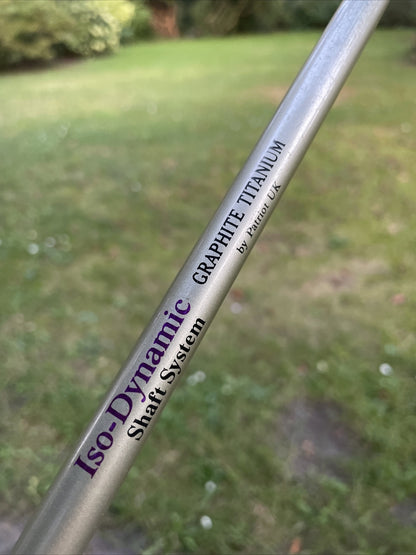 Iso-Dynamic
Shaft System
GRAPHITE TITANIUM
by Patriot UK